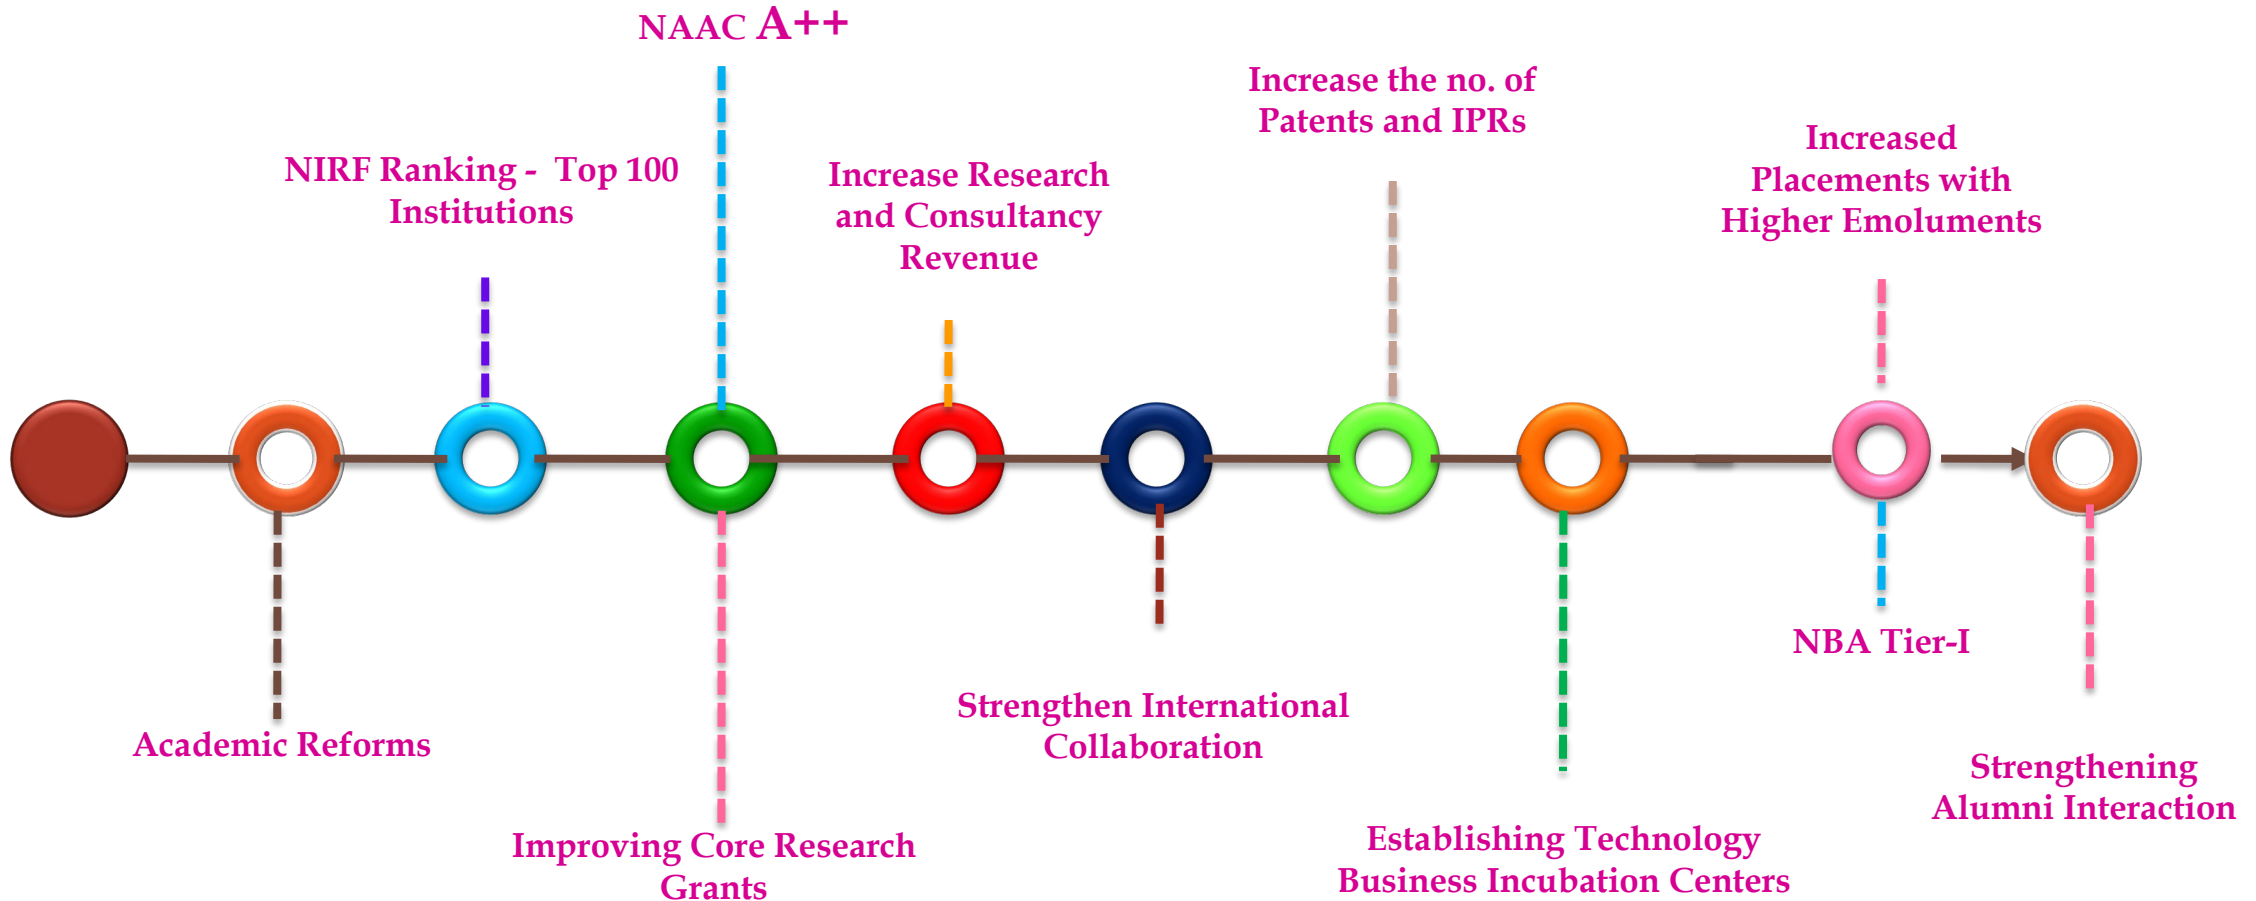 NAAC A++
NIRF Ranking - Top 100
Institutions
Increase Research
and Consultancy
Revenue
Increase the no. of
Patents and IPRs
Increased
Placements with
Higher Emoluments
Academic Reforms
Improving Core Research
Grants
Strengthen International
Collaboration
Establishing Technology
Business Incubation Centers
NBA Tier-I
Strengthening
Alumni Interaction